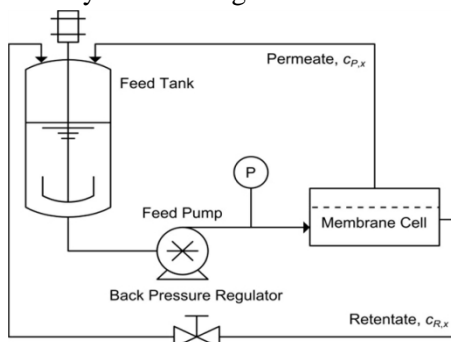 Permeate, cP,x
Feed Tank
P
Feed Pump
Membrane Cell
Back Pressure Regulator
Retentate, cR,x